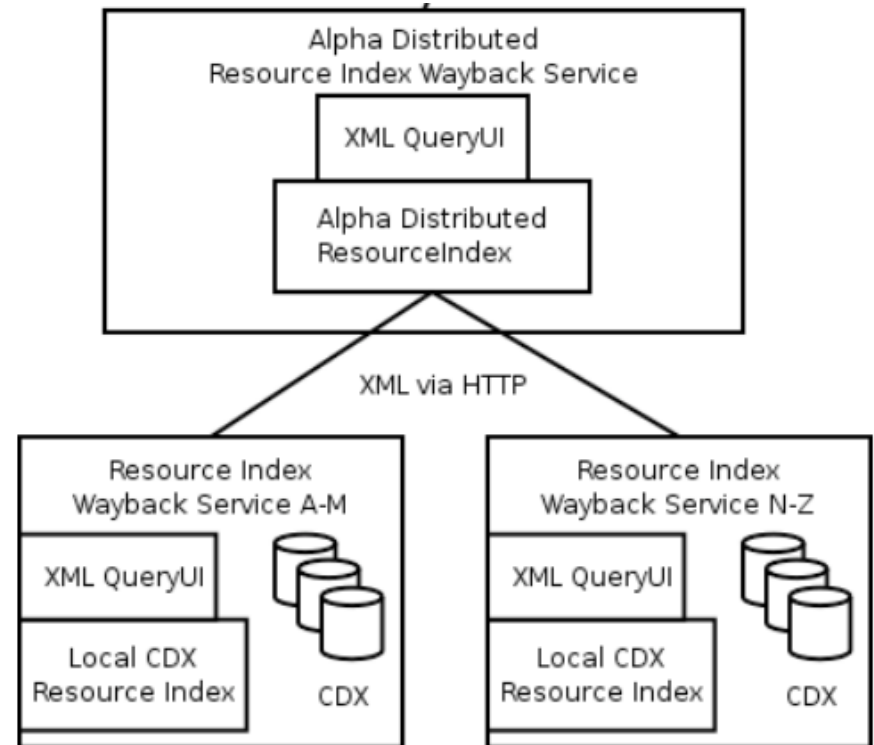 Alpha Distributed
Resource Index Wayback Service
XML QueryUI
Alpha Distributed
ResourceIndex
XML via HTTP
Resource Index
Wayback Service A-M
XML QueryUI
Local CDX
Resource Index
CDX
Resource Index
Wayback Service N-Z
XML QueryUI
Local CDX
Resource Index
CDX